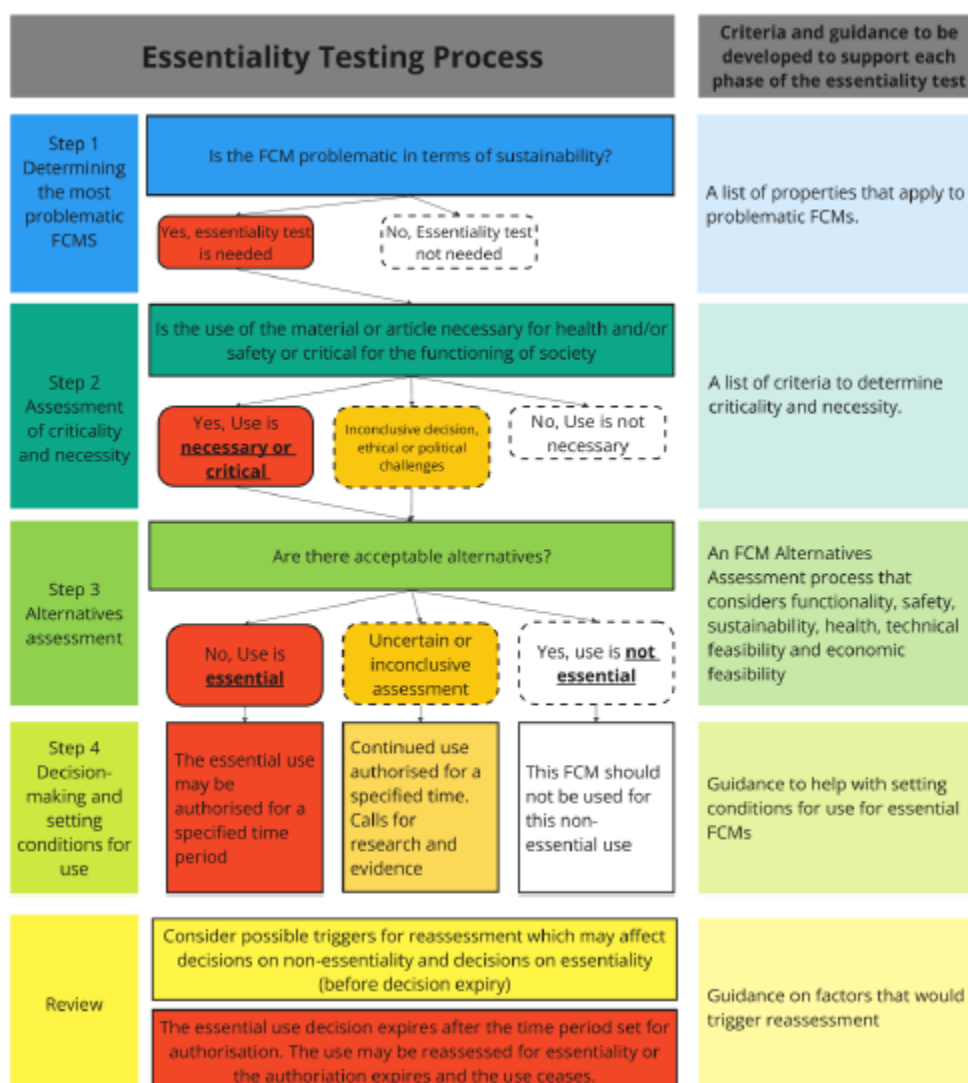 Essentiality Testing Process
Criteria and guidance to be
developed to support each
phase of the essentiality test
Step 1
Determining
the most
problematic
FCMS
Is the FCM problematic in terms of sustainability?
Yes, essentiality test
is needed
No, Essentiality test
not needed
A list of properties that apply to
problematic FCMs.
Step 2
Assessment
of criticality
and necessity
Is the use of the material or article necessary for health and/or
safety or critical for the functioning of society
Yes, Use is
necessary or
critical
Inconclusive decision,
ethical or political
challenges
No, Use is not
necessary
A list of criteria to determine
criticality and necessity.
Step 3
Alternatives
assessment
Are there acceptable alternatives?
No, Use is
essential
Uncertain or
inconclusive
assessment
Yes, use is not
essential
An FCM Alternatives
Assessment process that
considers functionality, safety,
sustainability, health, technical
feasibility and economic
feasibility
Step 4
Decision-
making and
setting
conditions for
use
The essential use
may be
authorised for a
specified time
period
Continued use
authorised for a
specified time.
Calls for
research and
evidence
This FCM should
not be used for
this non-
essential use
Guidance to help with setting
conditions for use for essential
FCMs
Review
Consider possible triggers for reassessment which may affect
decisions on non-essentiality and decisions on essentiality
(before decision expiry)
The essential use decision expires after the time period set for
authorisation. The use may be reassessed for essentiality or
the authoriation expires and the use ceases.
Guidance on factors that would
trigger reassessment